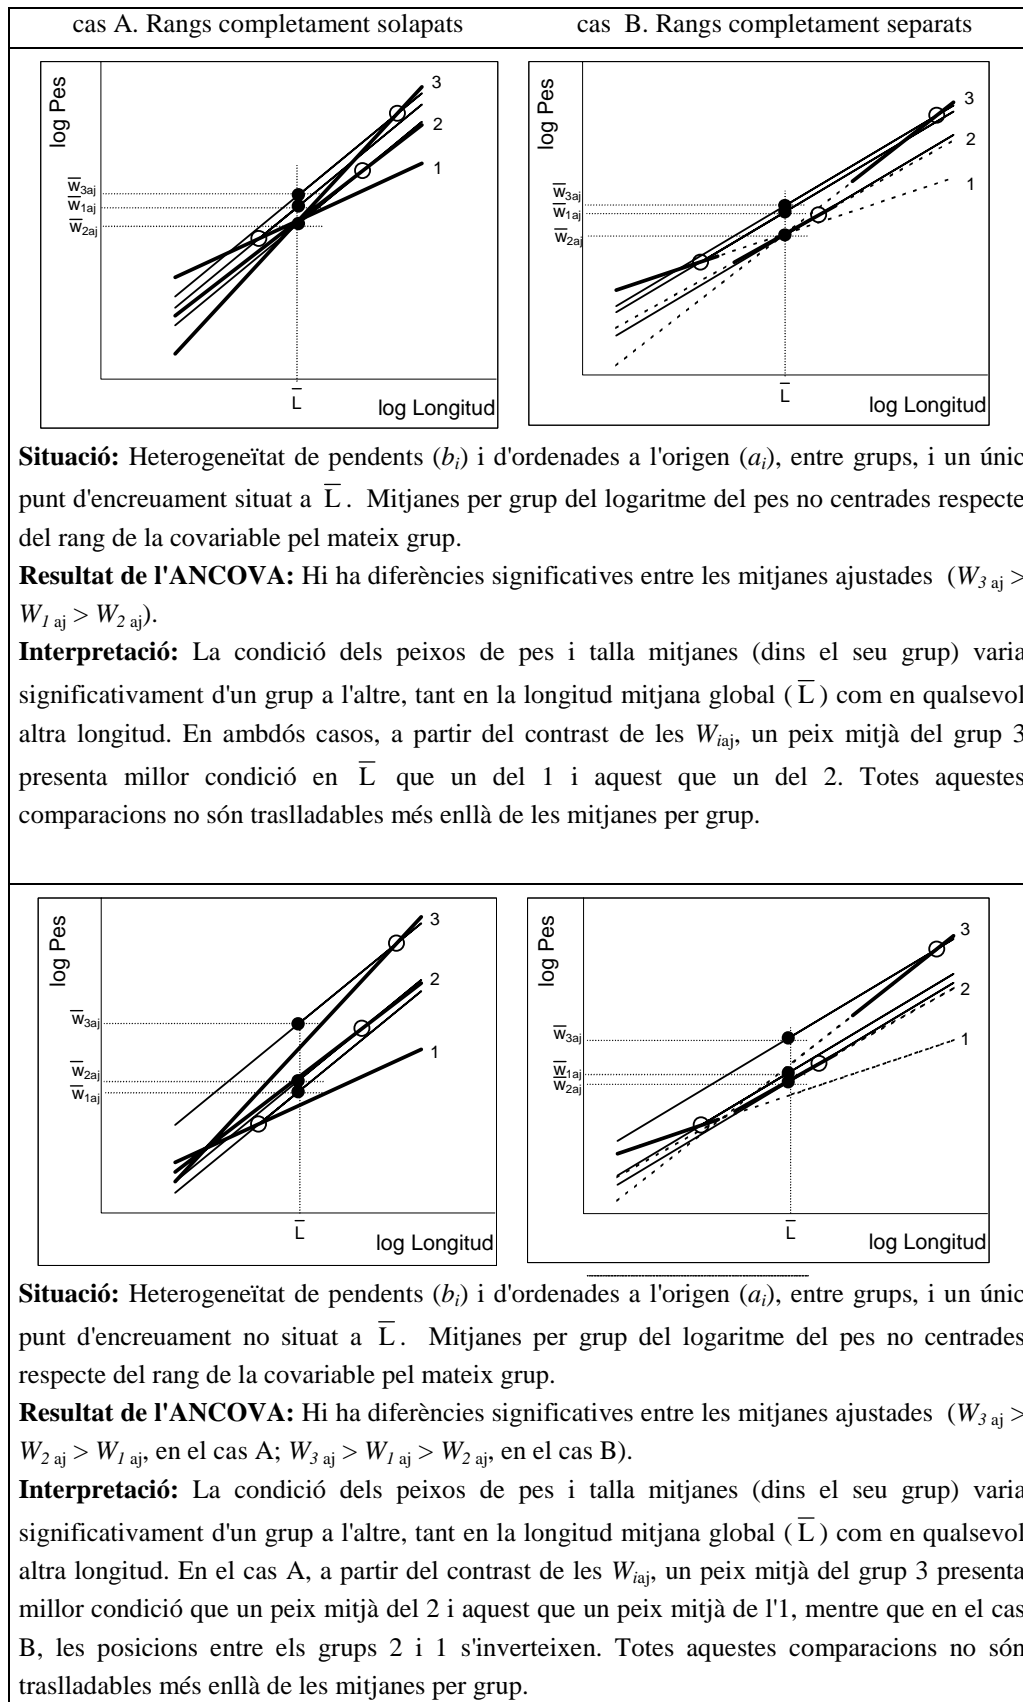 cas A. Rangs completament solapats
cas B. Rangs completament separats
log Pes
3
2
1
w̅3aj
w̅1aj
w̅2aj
L̅
log Longitud
log Pes
3
2
1
w̅3aj
w̅1aj
w̅2aj
L̅
log Longitud
Situació: Heterogeneïtat de pendents (bi) i d'ordenades a l'origen (ai), entre grups, i un únic
punt d'encreuament situat a L̅. Mitjanes per grup del logaritme del pes no centrades respecte
del rang de la covariable pel mateix grup.
Resultat de l'ANCOVA: Hi ha diferències significatives entre les mitjanes ajustades (W3 aj >
W1 aj > W2 aj).
Interpretació: La condició dels peixos de pes i talla mitjanes (dins el seu grup) varia
significativament d'un grup a l'altre, tant en la longitud mitjana global (L̅) com en qualsevol
altra longitud. En ambdós casos, a partir del contrast de les Wiaj, un peix mitjà del grup 3
presenta millor condició en L̅ que un del 1 i aquest que un del 2. Totes aquestes
comparacions no són traslladables més enllà de les mitjanes per grup.
log Pes
3
2
1
w̅3aj
w̅2aj
w̅1aj
L̅
log Longitud
log Pes
3
2
1
w̅3aj
w̅1aj
w̅2aj
L̅
log Longitud
Situació: Heterogeneïtat de pendents (bi) i d'ordenades a l'origen (ai), entre grups, i un únic
punt d'encreuament no situat a L̅. Mitjanes per grup del logaritme del pes no centrades
respecte del rang de la covariable pel mateix grup.
Resultat de l'ANCOVA: Hi ha diferències significatives entre les mitjanes ajustades (W3 aj >
W2 aj > W1 aj, en el cas A; W3 aj > W1 aj > W2 aj, en el cas B).
Interpretació: La condició dels peixos de pes i talla mitjanes (dins el seu grup) varia
significativament d'un grup a l'altre, tant en la longitud mitjana global (L̅) com en qualsevol
altra longitud. En el cas A, a partir del contrast de les Wiaj, un peix mitjà del grup 3 presenta
millor condició que un peix mitjà del 2 i aquest que un peix mitjà de l'1, mentre que en el cas
B, les posicions entre els grups 2 i 1 s'inverteixen. Totes aquestes comparacions no són
traslladables més enllà de les mitjanes per grup.